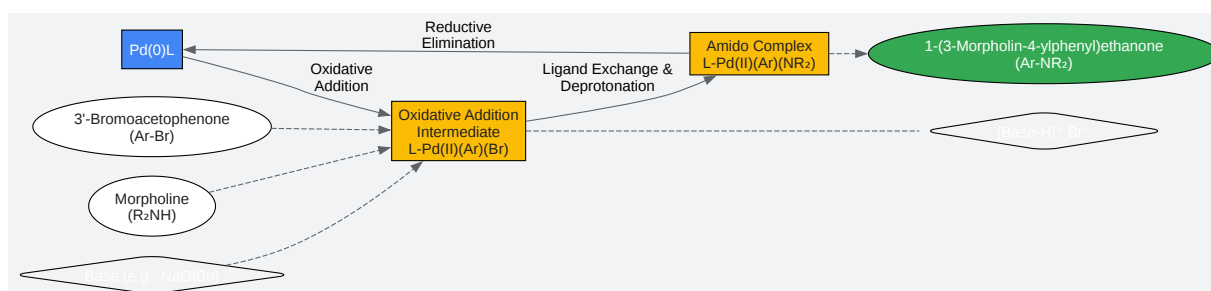 Reductive
Elimination
Pd(0)L
Oxidative
Addition
Ligand Exchange &
Deprotonation
Amido Complex
L-Pd(II)(Ar)(NR₂)
1-(3-Morpholin-4-ylphenyl)ethanone
(Ar-NR₂)
3'-Bromoacetophenone
(Ar-Br)
Oxidative Addition
Intermediate
L-Pd(II)(Ar)(Br)
[Base-H]⁺ Br⁻
Morpholine
(R₂NH)
Base (e.g., NaOtBu)